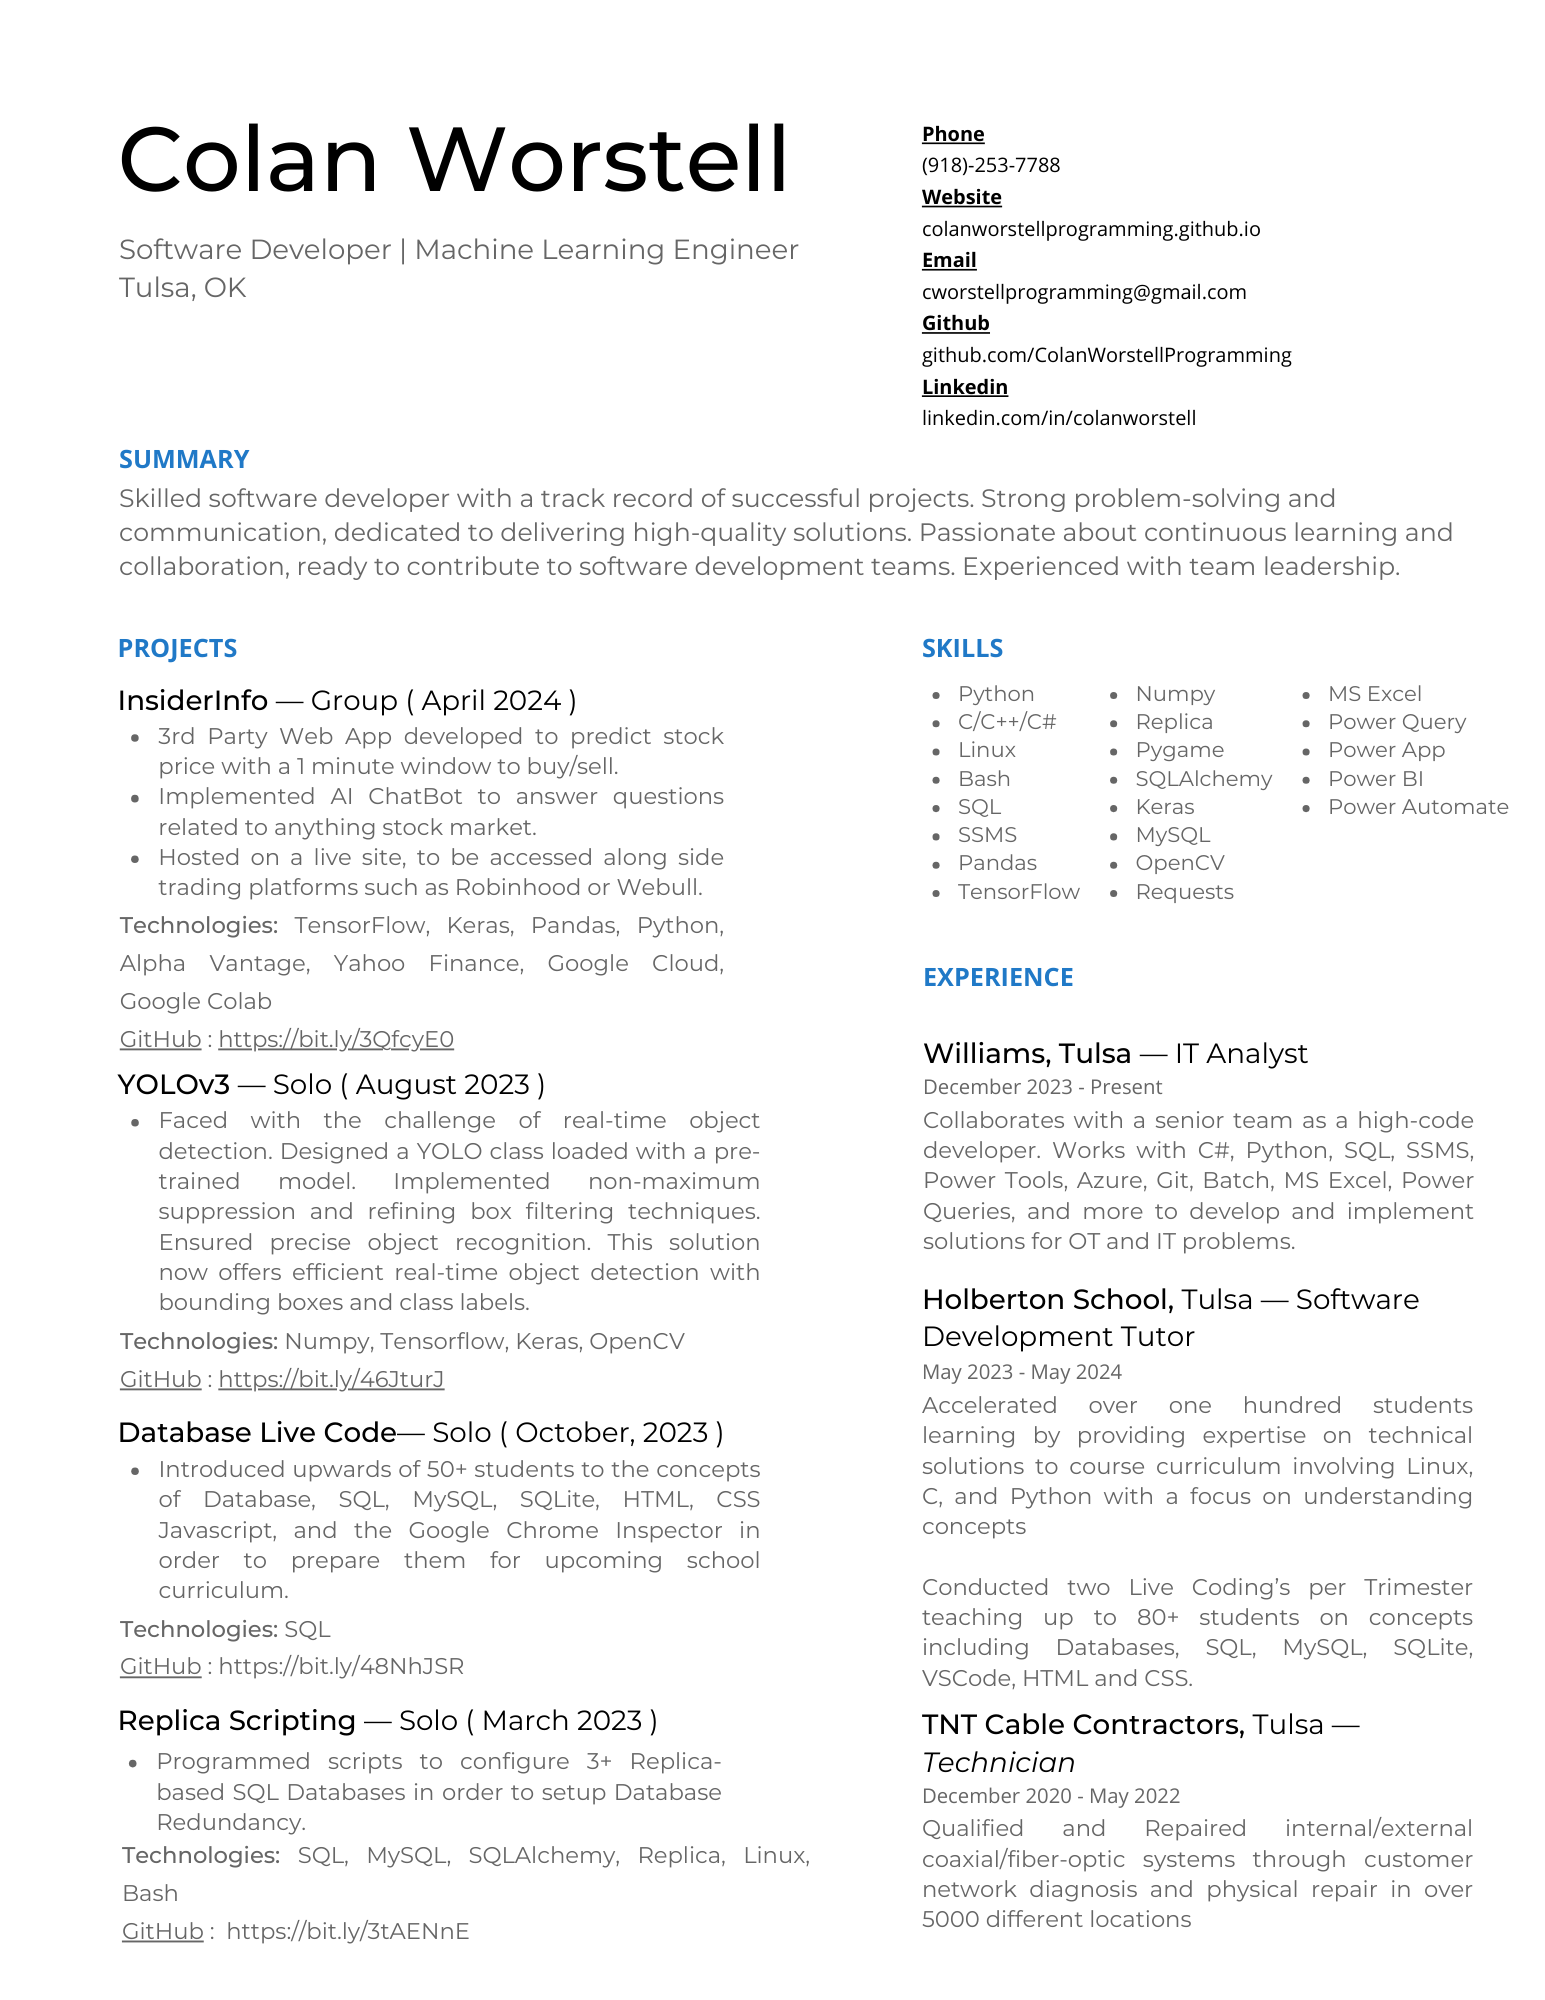 Colan Worstell
Software Developer | Machine Learning Engineer
Tulsa, OK
Phone
(918)-253-7788
Website
colanworstellprogramming.github.io
Email
cworstellprogramming@gmail.com
Github
github.com/ColanWorstellProgramming
Linkedin
linkedin.com/in/colanworstell
SUMMARY
Skilled software developer with a track record of successful projects. Strong problem-solving and
communication, dedicated to delivering high-quality solutions. Passionate about continuous learning and
collaboration, ready to contribute to software development teams. Experienced with team leadership.
PROJECTS
InsiderInfo — Group ( April 2024 )
• 3rd Party Web App developed to predict stock
price with a 1 minute window to buy/sell.
• Implemented AI ChatBot to answer questions
related to anything stock market.
• Hosted on a live site, to be accessed along side
trading platforms such as Robinhood or Webull.
Technologies: TensorFlow, Keras, Pandas, Python,
Alpha Vantage, Yahoo Finance, Google Cloud,
Google Colab
GitHub : https://bit.ly/3QfcyE0
YOLOv3 — Solo ( August 2023 )
• Faced with the challenge of real-time object
detection. Designed a YOLO class loaded with a pre-
trained model. Implemented non-maximum
suppression and refining box filtering techniques.
Ensured precise object recognition. This solution
now offers efficient real-time object detection with
bounding boxes and class labels.
Technologies: Numpy, Tensorflow, Keras, OpenCV
GitHub : https://bit.ly/46JturJ
Database Live Code— Solo ( October, 2023 )
• Introduced upwards of 50+ students to the concepts
of Database, SQL, MySQL, SQLite, HTML, CSS
Javascript, and the Google Chrome Inspector in
order to prepare them for upcoming school
curriculum.
Technologies: SQL
GitHub : https://bit.ly/48NhJSR
Replica Scripting — Solo ( March 2023 )
• Programmed scripts to configure 3+ Replica-
based SQL Databases in order to setup Database
Redundancy.
Technologies: SQL, MySQL, SQLAlchemy, Replica, Linux,
Bash
GitHub : https://bit.ly/3tAENnE
SKILLS
• Python
• C/C++/C#
• Linux
• Bash
• SQL
• SSMS
• Pandas
• TensorFlow
• Numpy
• Replica
• Pygame
• SQLAlchemy
• Keras
• MySQL
• OpenCV
• Requests
• MS Excel
• Power Query
• Power App
• Power BI
• Power Automate
EXPERIENCE
Williams, Tulsa — IT Analyst
December 2023 - Present
Collaborates with a senior team as a high-code
developer. Works with C#, Python, SQL, SSMS,
Power Tools, Azure, Git, Batch, MS Excel, Power
Queries, and more to develop and implement
solutions for OT and IT problems.
Holberton School, Tulsa — Software
Development Tutor
May 2023 - May 2024
Accelerated over one hundred students
learning by providing expertise on technical
solutions to course curriculum involving Linux,
C, and Python with a focus on understanding
concepts
Conducted two Live Coding’s per Trimester
teaching up to 80+ students on concepts
including Databases, SQL, MySQL, SQLite,
VSCode, HTML and CSS.
TNT Cable Contractors, Tulsa —
Technician
December 2020 - May 2022
Qualified and Repaired internal/external
coaxial/fiber-optic systems through customer
network diagnosis and physical repair in over
5000 different locations